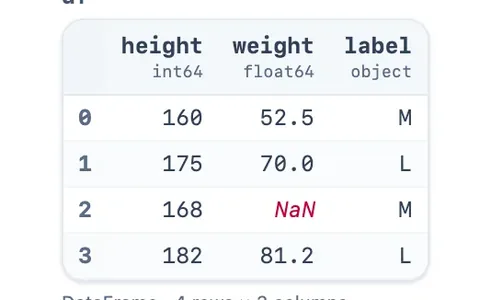 height weight label
int64 float64 object
0 160 52.5 M
1 175 70.0 L
2 168 NaN M
3 182 81.2 L